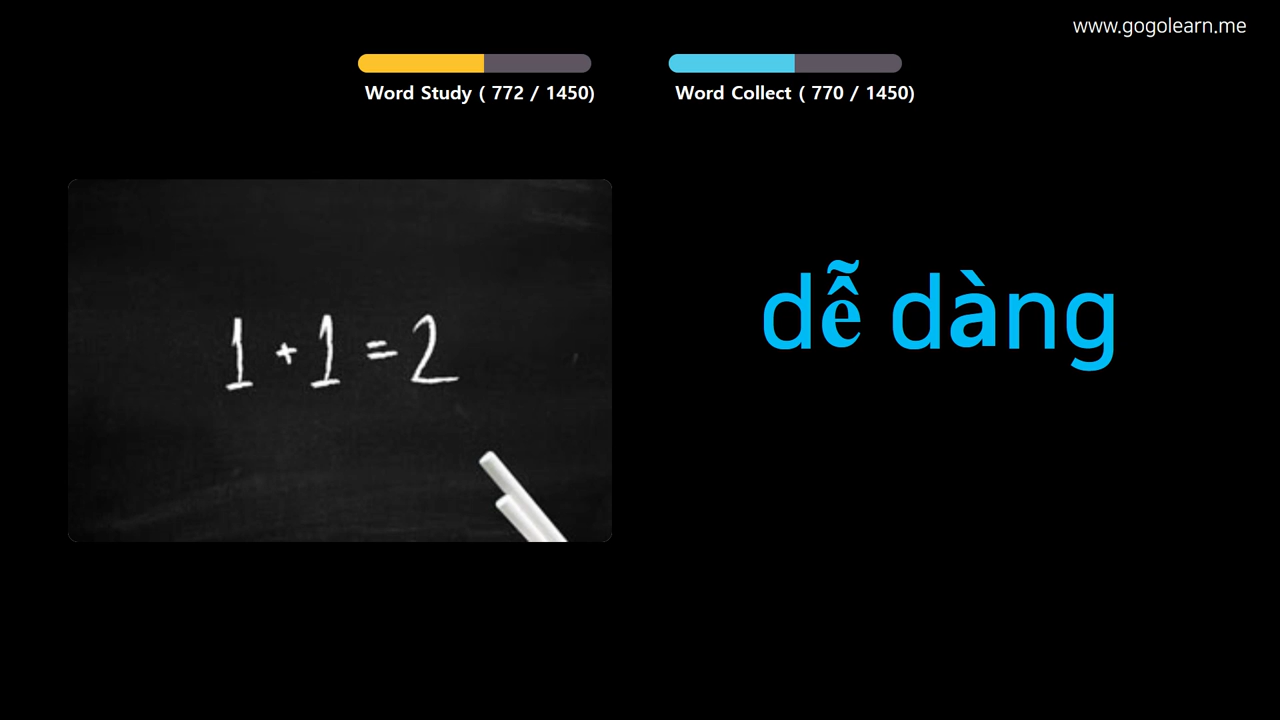 www.gogolearn.me
Word Study ( 772 / 1450)
Word Collect ( 770 / 1450)
1 + 1 = 2
dễ dàng